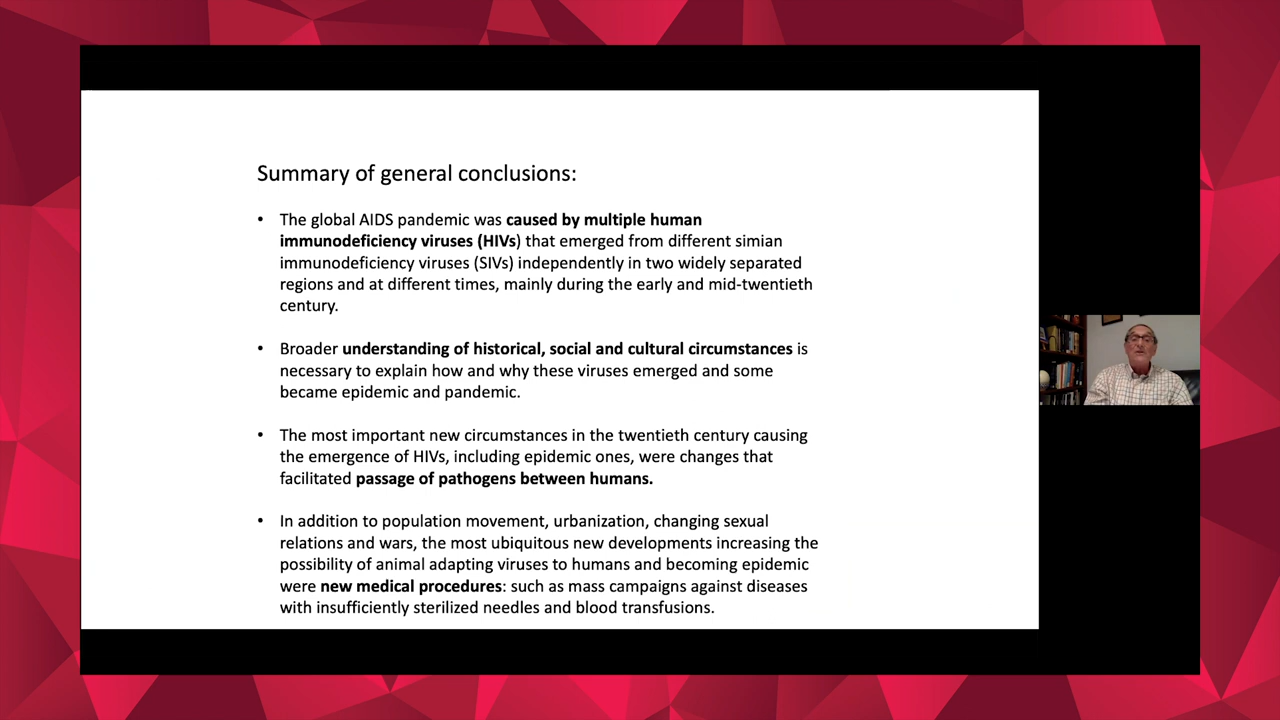 Summary of general conclusions:
• The global AIDS pandemic was caused by multiple human
immunodeficiency viruses (HIVs) that emerged from different simian
immunodeficiency viruses (SIVs) independently in two widely separated
regions and at different times, mainly during the early and mid-twentieth
century.
• Broader understanding of historical, social and cultural circumstances is
necessary to explain how and why these viruses emerged and some
became epidemic and pandemic.
• The most important new circumstances in the twentieth century causing
the emergence of HIVs, including epidemic ones, were changes that
facilitated passage of pathogens between humans.
• In addition to population movement, urbanization, changing sexual
relations and wars, the most ubiquitous new developments increasing the
possibility of animal adapting viruses to humans and becoming epidemic
were new medical procedures: such as mass campaigns against diseases
with insufficiently sterilized needles and blood transfusions.